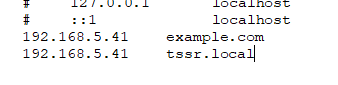 # 127.0.0.1 localhost
# ::1 localhost
192.168.5.41 example.com
192.168.5.41 tssr.local